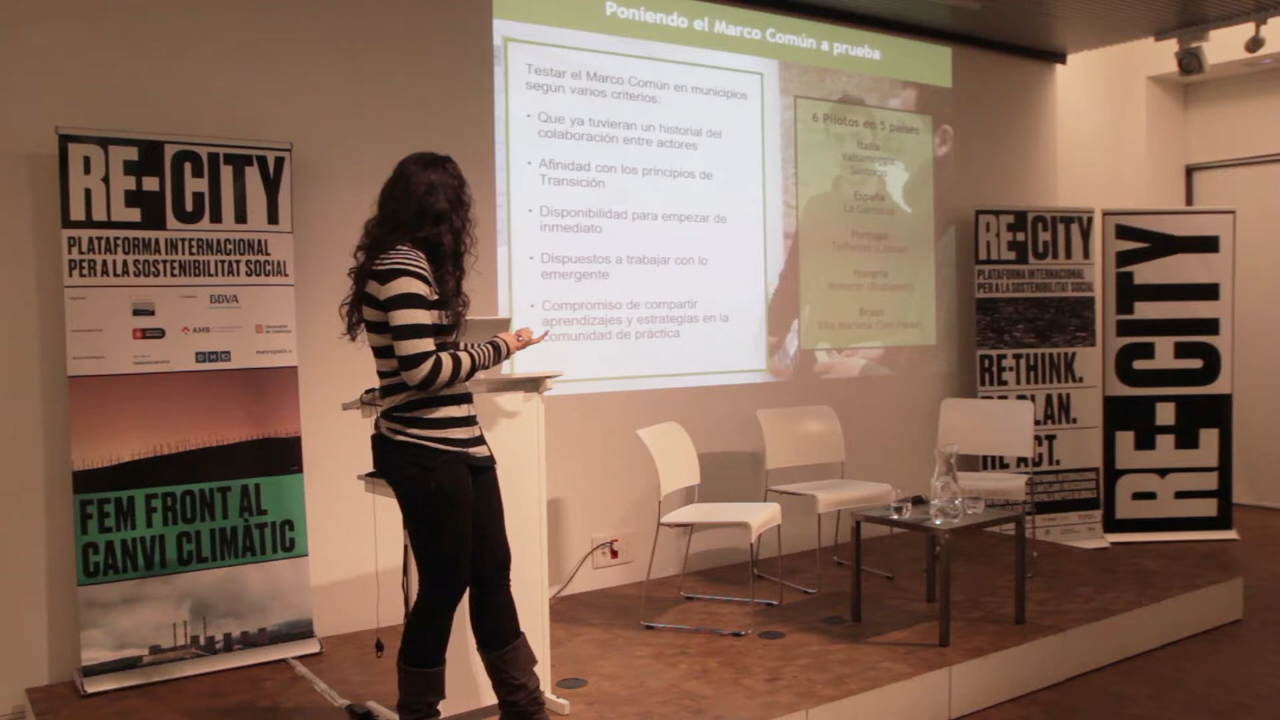 Poniendo el Marco Común a prueba
Testar el Marco Común en municipios
según varios criterios:
• Que ya tuvieran un historial del
colaboración entre actores
• Afinidad con los principios de
Transición
• Disponibilidad para empezar de
inmediato
• Dispuestos a trabajar con lo
emergente
• Compromiso de compartir
aprendizajes y estrategias en la
comunidad de práctica
6 Pilotos en 5 países
Italia
España
Portugal
Hungría
Brasil
RE-CITY
PLATAFORMA INTERNACIONAL
PER A LA SOSTENIBILITAT SOCIAL
BBVA
AMB
FEM FRONT AL
CANVI CLIMÀTIC
RE-CITY
PLATAFORMA INTERNACIONAL
PER A LA SOSTENIBILITAT SOCIAL
RE-THINK.
PLAN.
ACT.
RE-CITY